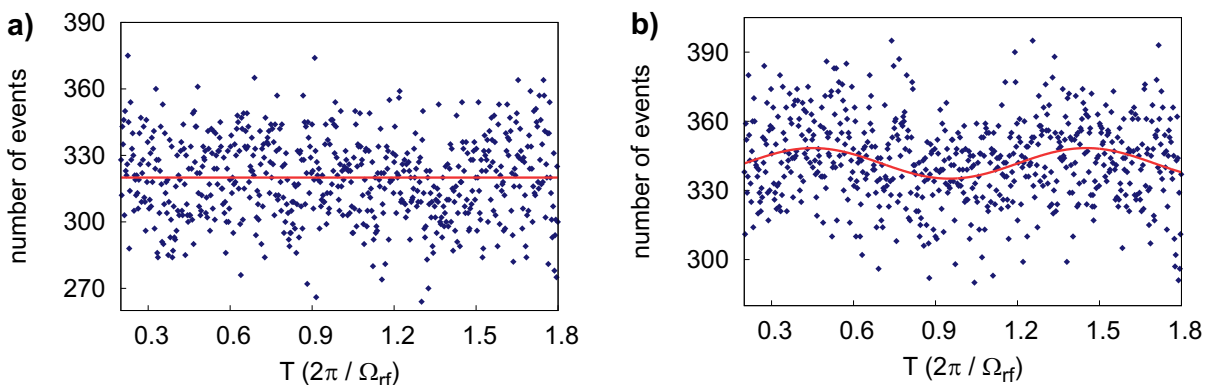 a)
number of events
390
360
330
300
270
0.3 0.6 0.9 1.2 1.5 1.8
T (2π / Ωrf)
b)
number of events
390
360
330
300
0.3 0.6 0.9 1.2 1.5 1.8
T (2π / Ωrf)